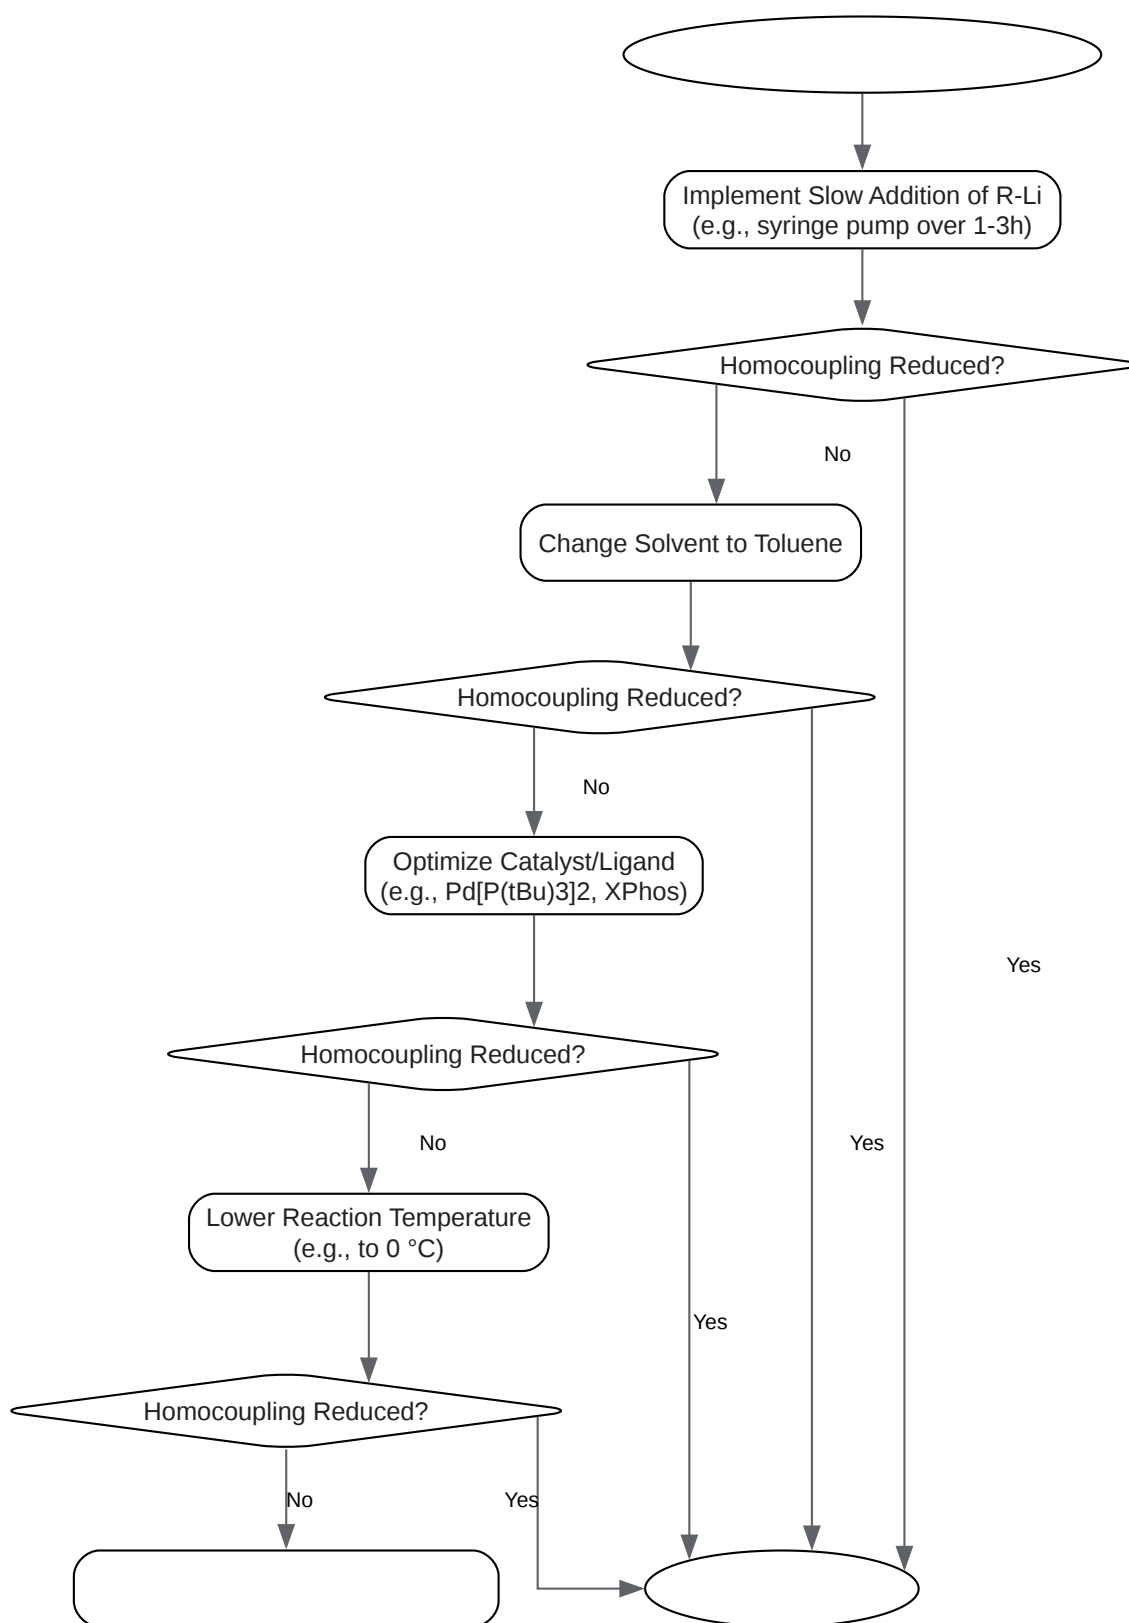 Implement Slow Addition of R-Li
(e.g., syringe pump over 1-3h)
Homocoupling Reduced?
No
Change Solvent to Toluene
Homocoupling Reduced?
No
Optimize Catalyst/Ligand
(e.g., Pd[P(tBu)3]2, XPhos)
Yes
Homocoupling Reduced?
No
Yes
Lower Reaction Temperature
(e.g., to 0 °C)
Yes
Homocoupling Reduced?
No
Yes